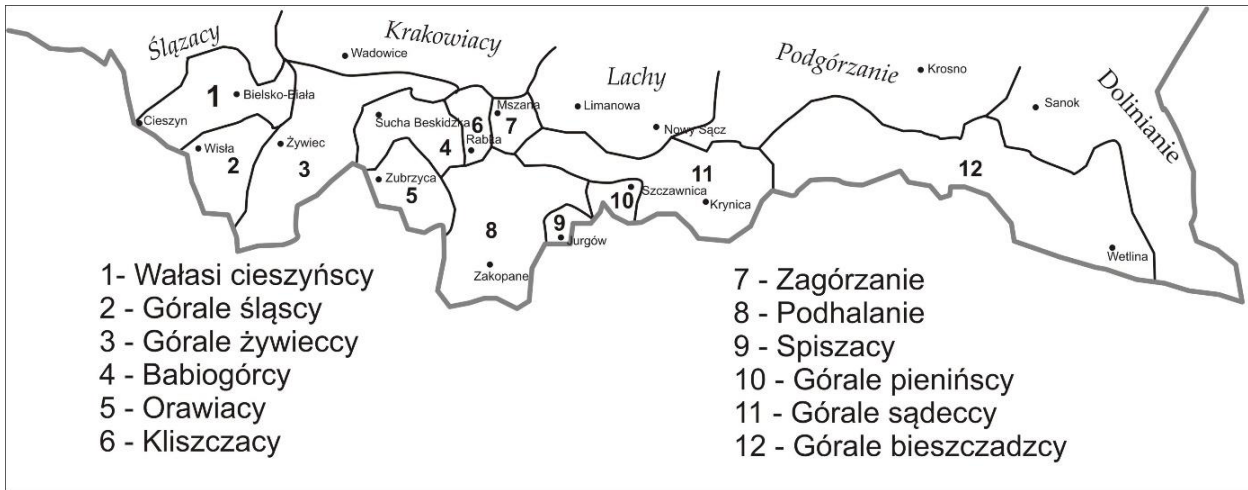 Ślązacy
Krakowiacy
Lachy
Podgórzanie
Dolinianie
Wadowice
Krosno
Bielsko-Biała
1
Cieszyn
Sucha Beskidzka
6
Mszana
7
Limanowa
Sanok
Wisła
2
Żywiec
3
4
Rabka
Nowy Sącz
Zubrzyca
5
10
Szczawnica
11
Krynica
12
8
9
Jurgów
Zakopane
Wetlina
1- Wałasi cieszyńscy
2 - Górale śląscy
3 - Górale żywieccy
4 - Babiogórcy
5 - Orawiacy
6 - Kliszczacy
7 - Zagórzanie
8 - Podhalanie
9 - Spiszacy
10 - Górale pienińscy
11 - Górale sądeccy
12 - Górale bieszczadzcy